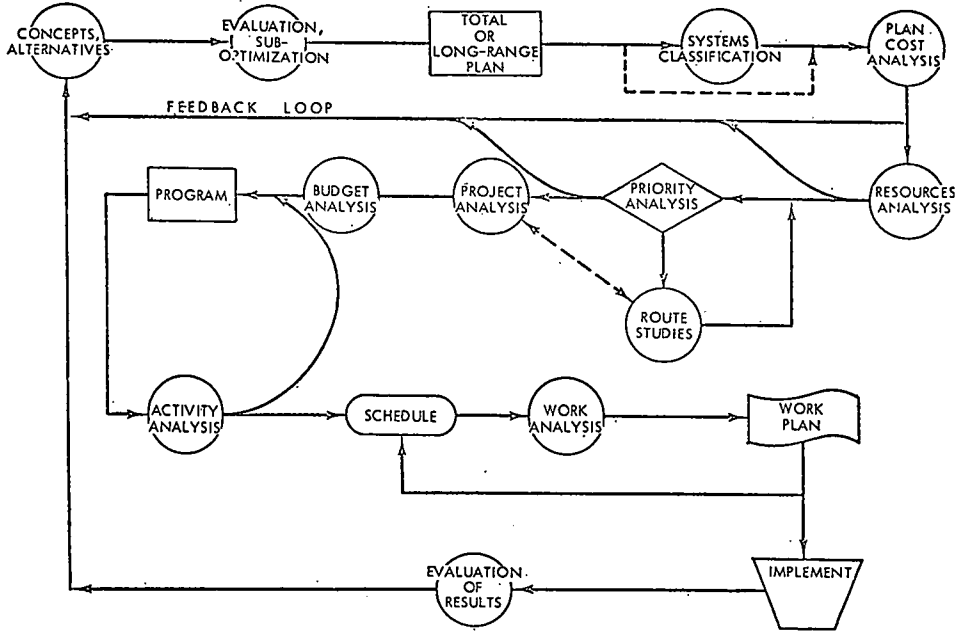 CONCEPTS,
ALTERNATIVES
EVALUATION,
SUB-
OPTIMIZATION
TOTAL
OR
LONG-RANGE
PLAN
SYSTEMS
CLASSIFICATION
PLAN
COST
ANALYSIS
FEEDBACK LOOP
PROGRAM
BUDGET
ANALYSIS
PROJECT
ANALYSIS
PRIORITY
ANALYSIS
RESOURCES
ANALYSIS
ROUTE
STUDIES
ACTIVITY
ANALYSIS
SCHEDULE
WORK
ANALYSIS
WORK
PLAN
EVALUATION
OF
RESULTS
IMPLEMENT